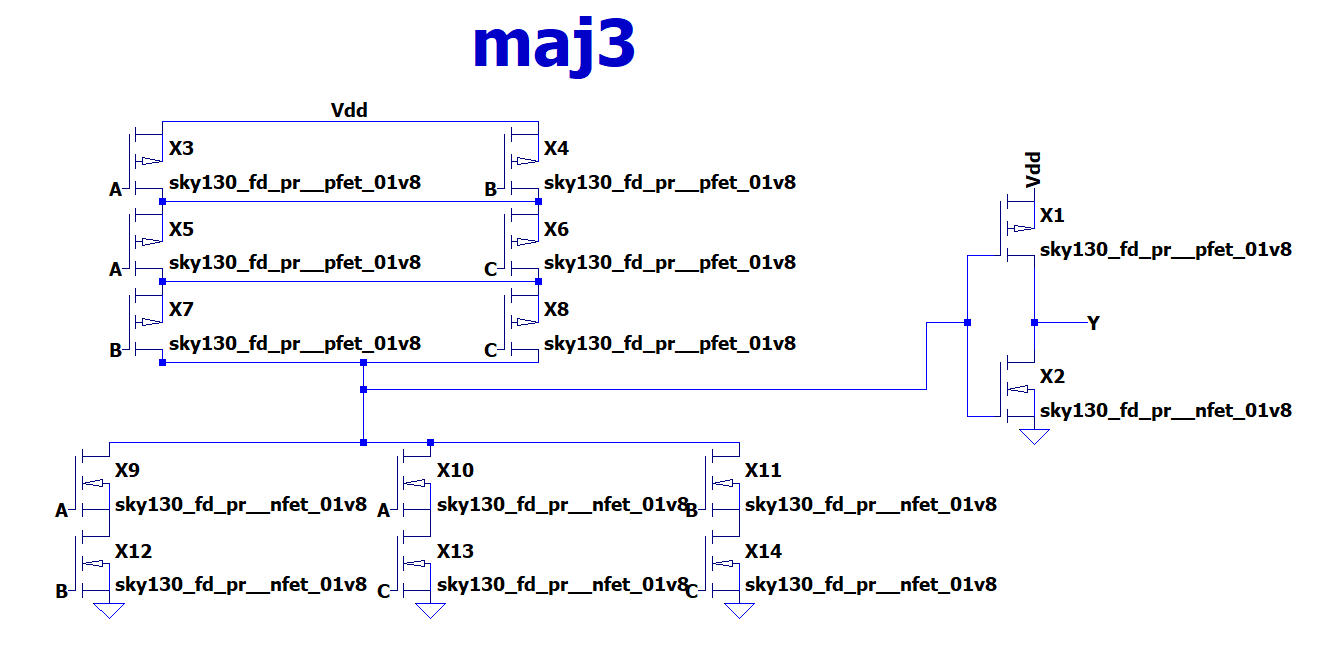 maj3
Vdd
X3
X4
A
sky130_fd_pr__pfet_01v8
B
sky130_fd_pr__pfet_01v8
X5
X6
A
sky130_fd_pr__pfet_01v8
C
sky130_fd_pr__pfet_01v8
X7
X8
B
sky130_fd_pr__pfet_01v8
C
sky130_fd_pr__pfet_01v8
Vdd
X1
sky130_fd_pr__pfet_01v8
Y
X2
sky130_fd_pr__nfet_01v8
X9
X10
X11
A
sky130_fd_pr__nfet_01v8
A
sky130_fd_pr__nfet_01v8
B
sky130_fd_pr__nfet_01v8
X12
X13
X14
B
sky130_fd_pr__nfet_01v8
C
sky130_fd_pr__nfet_01v8
C
sky130_fd_pr__nfet_01v8